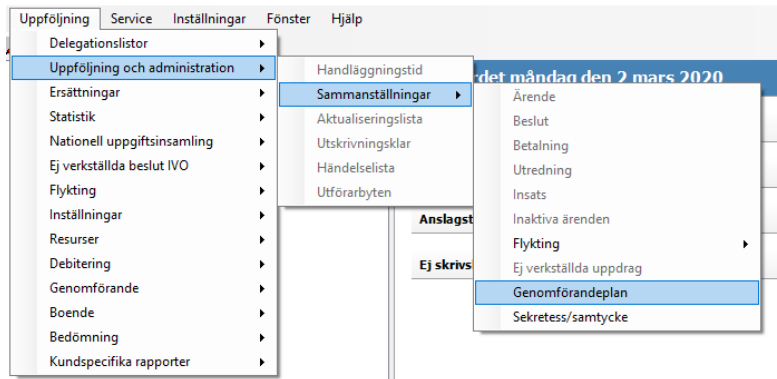 Uppföljning Service Inställningar Fönster Hjälp
Delegationslistor
Uppföljning och administration
Ersättningar
Statistik
Nationell uppgiftsinsamling
Ej verkställda beslut IVO
Flykting
Inställningar
Resurser
Debitering
Genomförande
Boende
Bedömning
Kundspecifika rapporter
Handläggningstid
Sammanställningar
Aktualiseringslista
Utskrivningsklar
Händelselista
Utförarbyten
måndag den 2 mars 2020
Ärende
Beslut
Betalning
Utredning
Insats
Inaktiva ärenden
Flykting
Ej verkställda uppdrag
Genomförandeplan
Sekretess/samtycke
Anslagst
Ej skrivs